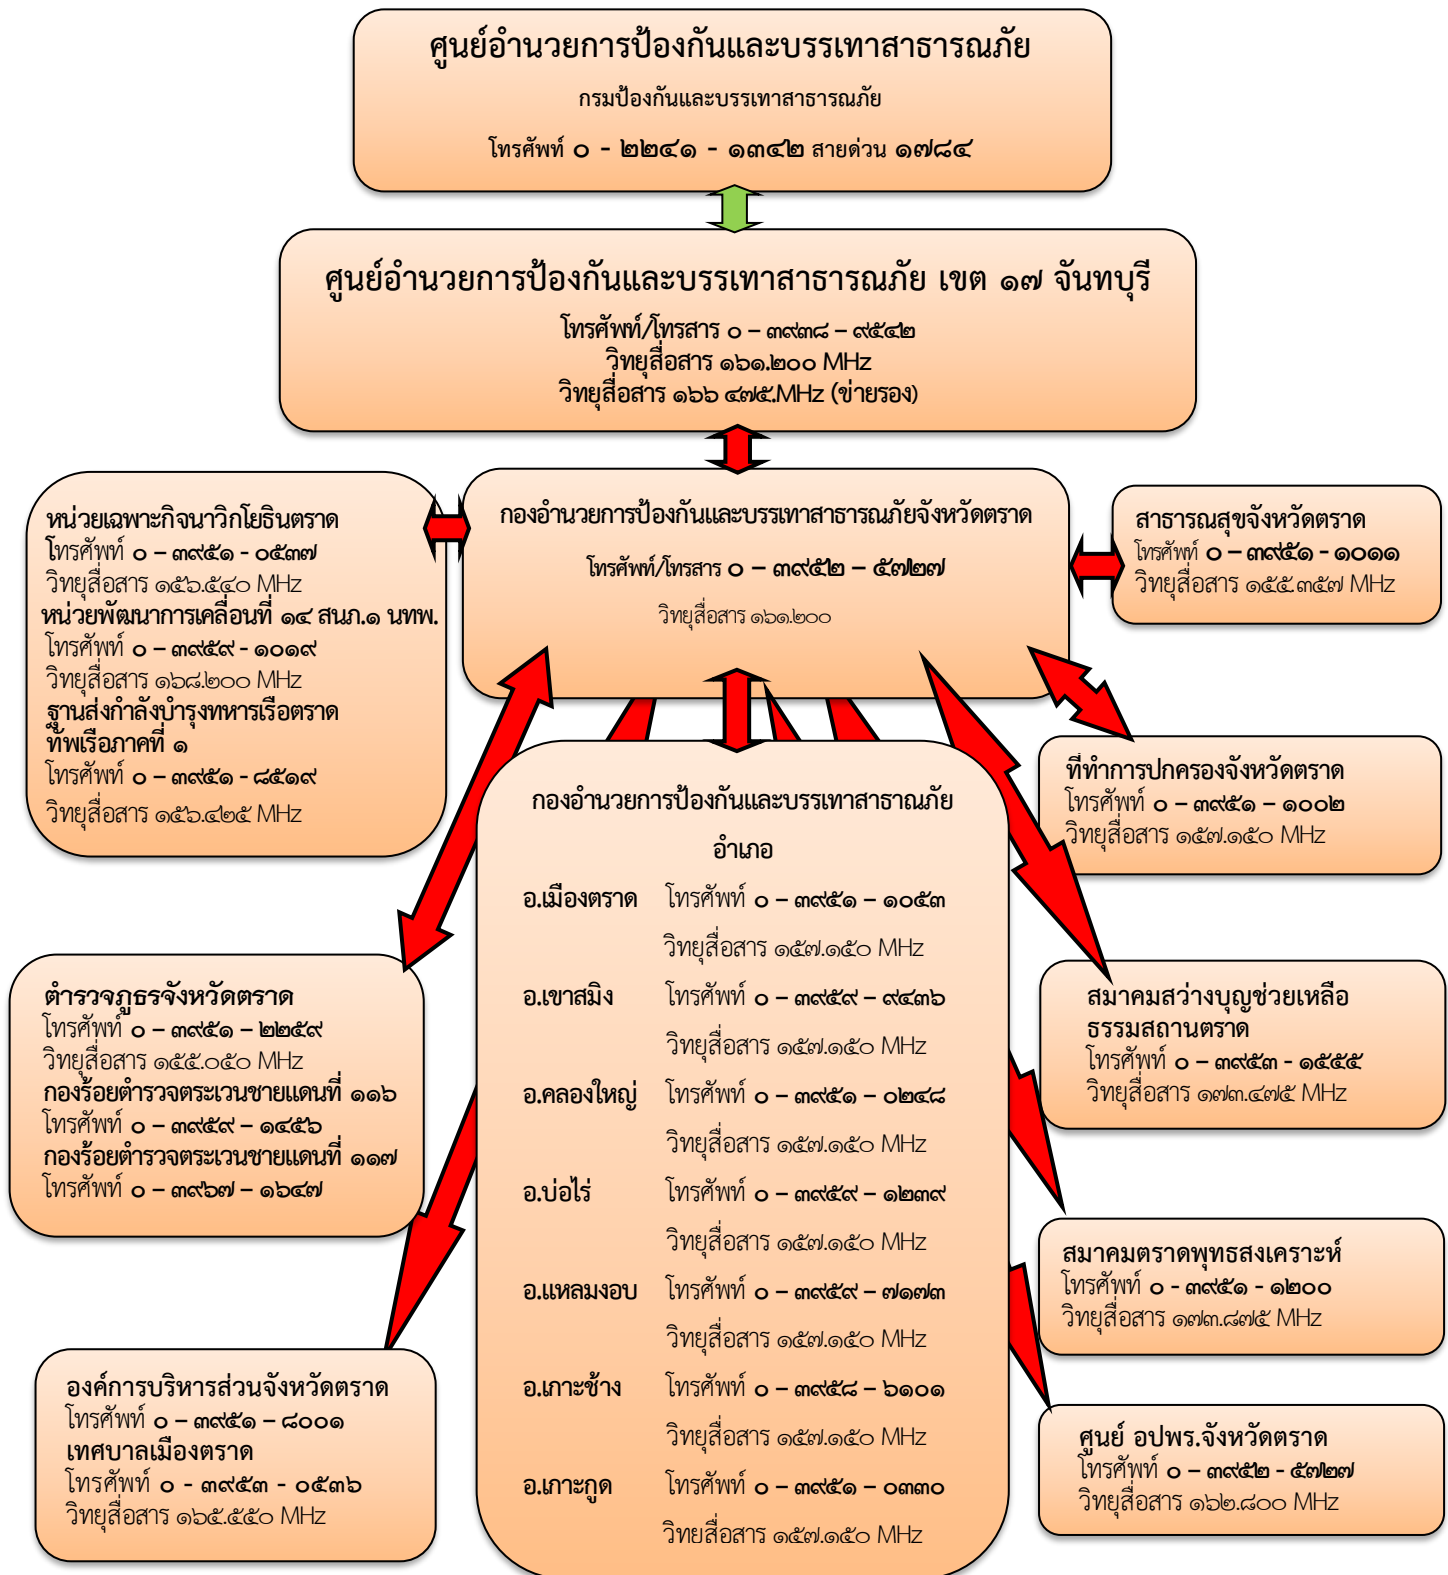 ศูนย์อำนวยการป้องกันและบรรเทาสาธารณภัย
กรมป้องกันและบรรเทาสาธารณภัย
โทรศัพท์ ๐ - ๒๒๔๑ - ๑๓๔๒ สายด่วน ๑๗๘๔
ศูนย์อำนวยการป้องกันและบรรเทาสาธารณภัย เขต ๑๗ จันทบุรี
โทรศัพท์/โทรสาร ๐ – ๓๙๓๘ – ๙๕๔๒
วิทยุสื่อสาร ๑๖๑.๒๐๐ MHz
วิทยุสื่อสาร ๑๖๖ ๔๗๕.MHz (ข่ายรอง)
กองอำนวยการป้องกันและบรรเทาสาธารณภัยจังหวัดตราด
โทรศัพท์/โทรสาร ๐ – ๓๙๕๒ – ๕๗๒๗
วิทยุสื่อสาร ๑๖๑.๒๐๐
หน่วยเฉพาะกิจนาวิกโยธินตราด
โทรศัพท์ ๐ – ๓๙๕๑ - ๐๕๓๗
วิทยุสื่อสาร ๑๕๖.๕๔๐ MHz
หน่วยพัฒนาการเคลื่อนที่ ๑๔ สนภ.๑ นทพ.
โทรศัพท์ ๐ – ๓๙๕๙ - ๑๐๑๙
วิทยุสื่อสาร ๑๖๘.๒๐๐ MHz
ฐานส่งกำลังบำรุงทหารเรือตราด
ทัพเรือภาคที่ ๑
โทรศัพท์ ๐ – ๓๙๕๑ - ๘๕๑๙
วิทยุสื่อสาร ๑๕๖.๔๒๕ MHz
สาธารณสุขจังหวัดตราด
โทรศัพท์ ๐ – ๓๙๕๑ - ๑๐๑๑
วิทยุสื่อสาร ๑๕๕.๓๕๗ MHz
ที่ทำการปกครองจังหวัดตราด
โทรศัพท์ ๐ – ๓๙๕๑ – ๑๐๐๒
วิทยุสื่อสาร ๑๕๗.๑๕๐ MHz
กองอำนวยการป้องกันและบรรเทาสาธาณภัย
อำเภอ
อ.เมืองตราด โทรศัพท์ ๐ – ๓๙๕๑ – ๑๐๕๓
วิทยุสื่อสาร ๑๕๗.๑๕๐ MHz
อ.เขาสมิง โทรศัพท์ ๐ – ๓๙๕๙ – ๙๔๓๖
วิทยุสื่อสาร ๑๕๗.๑๕๐ MHz
อ.คลองใหญ่ โทรศัพท์ ๐ – ๓๙๕๑ – ๐๒๔๘
วิทยุสื่อสาร ๑๕๗.๑๕๐ MHz
อ.บ่อไร่ โทรศัพท์ ๐ – ๓๙๕๙ – ๑๒๓๙
วิทยุสื่อสาร ๑๕๗.๑๕๐ MHz
อ.แหลมงอบ โทรศัพท์ ๐ – ๓๙๕๙ – ๗๑๗๓
วิทยุสื่อสาร ๑๕๗.๑๕๐ MHz
อ.เกาะช้าง โทรศัพท์ ๐ – ๓๙๕๘ – ๖๑๐๑
วิทยุสื่อสาร ๑๕๗.๑๕๐ MHz
อ.เกาะกูด โทรศัพท์ ๐ – ๓๙๕๑ – ๐๓๓๐
วิทยุสื่อสาร ๑๕๗.๑๕๐ MHz
ตำรวจภูธรจังหวัดตราด
โทรศัพท์ ๐ – ๓๙๕๑ – ๒๒๕๙
วิทยุสื่อสาร ๑๕๕.๐๕๐ MHz
กองร้อยตำรวจตระเวนชายแดนที่ ๑๑๖
โทรศัพท์ ๐ – ๓๙๕๙ – ๑๔๕๖
กองร้อยตำรวจตระเวนชายแดนที่ ๑๑๗
โทรศัพท์ ๐ – ๓๙๖๗ – ๑๖๔๗
สมาคมสว่างบุญช่วยเหลือ
ธรรมสถานตราด
โทรศัพท์ ๐ – ๓๙๕๓ - ๑๕๕๕
วิทยุสื่อสาร ๑๗๓.๔๗๕ MHz
สมาคมตราดพุทธสงเคราะห์
โทรศัพท์ ๐ - ๓๙๕๑ - ๑๒๐๐
วิทยุสื่อสาร ๑๗๓.๘๗๕ MHz
องค์การบริหารส่วนจังหวัดตราด
โทรศัพท์ ๐ – ๓๙๕๑ – ๘๐๐๑
เทศบาลเมืองตราด
โทรศัพท์ ๐ - ๓๙๕๓ - ๐๕๓๖
วิทยุสื่อสาร ๑๖๕.๕๕๐ MHz
ศูนย์ อปพร.จังหวัดตราด
โทรศัพท์ ๐ – ๓๙๕๒ - ๕๗๒๗
วิทยุสื่อสาร ๑๖๒.๘๐๐ MHz